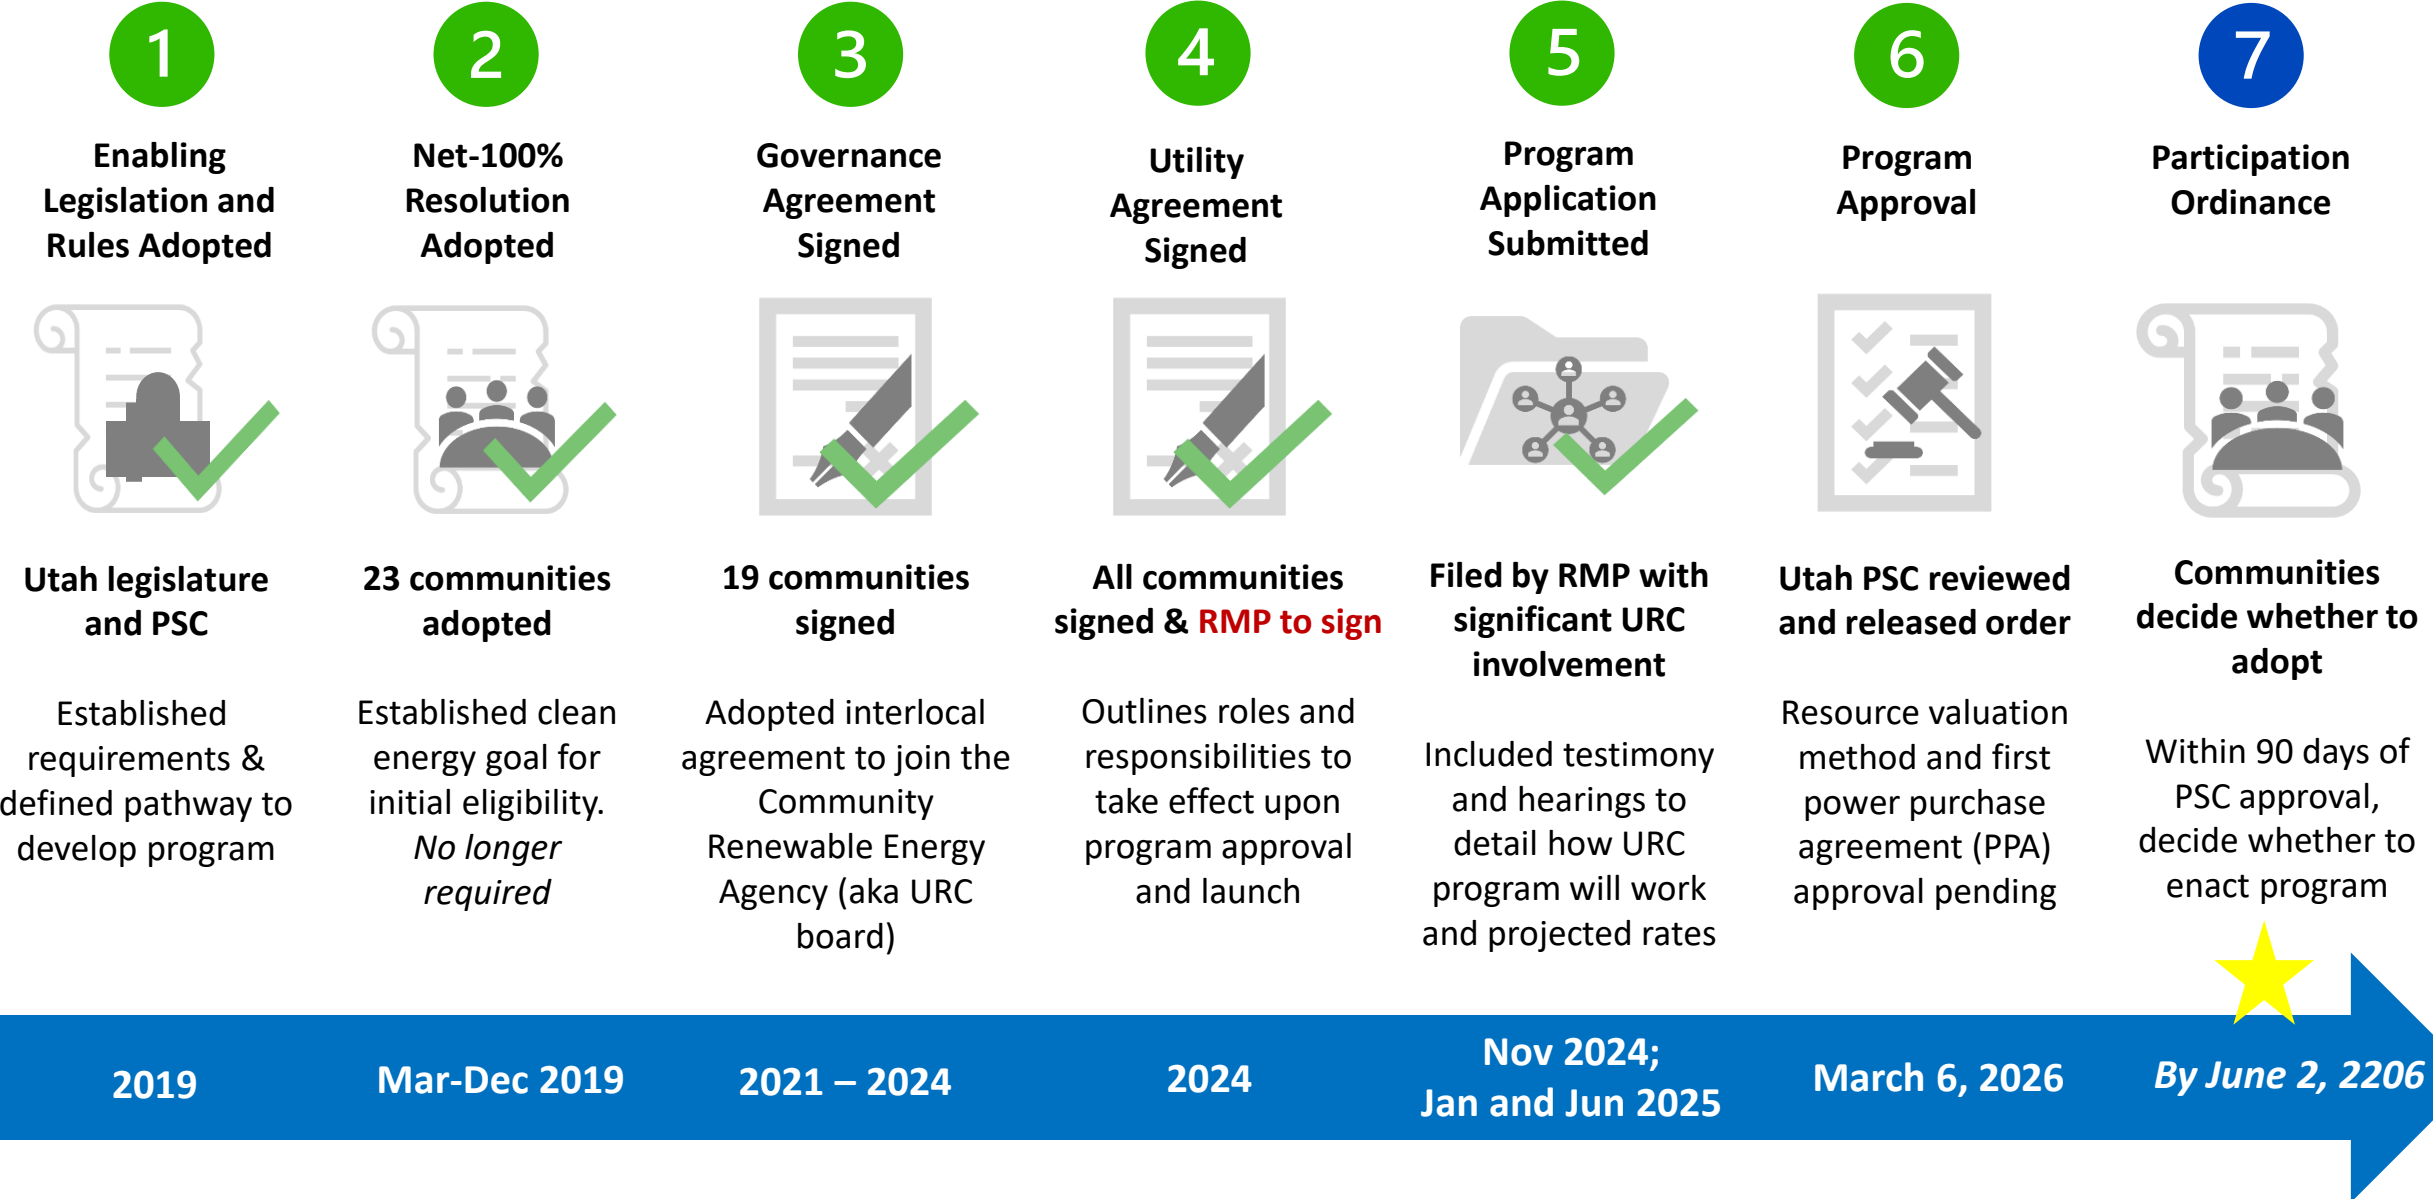 1
Enabling
Legislation and
Rules Adopted
Utah legislature
and PSC
Established
requirements &
defined pathway to
develop program
2019
2
Net-100%
Resolution
Adopted
23 communities
adopted
Established clean
energy goal for
initial eligibility.
No longer
required
Mar-Dec 2019
3
Governance
Agreement
Signed
19 communities
signed
Adopted interlocal
agreement to join the
Community
Renewable Energy
Agency (aka URC
board)
2021 – 2024
4
Utility
Agreement
Signed
All communities
signed & RMP to sign
Outlines roles and
responsibilities to
take effect upon
program approval
and launch
2024
5
Program
Application
Submitted
Filed by RMP with
significant URC
involvement
Included testimony
and hearings to
detail how URC
program will work
and projected rates
Nov 2024;
Jan and Jun 2025
6
Program
Approval
Utah PSC reviewed
and released order
Resource valuation
method and first
power purchase
agreement (PPA)
approval pending
March 6, 2026
7
Participation
Ordinance
Communities
decide whether to
adopt
Within 90 days of
PSC approval,
decide whether to
enact program
By June 2, 2206